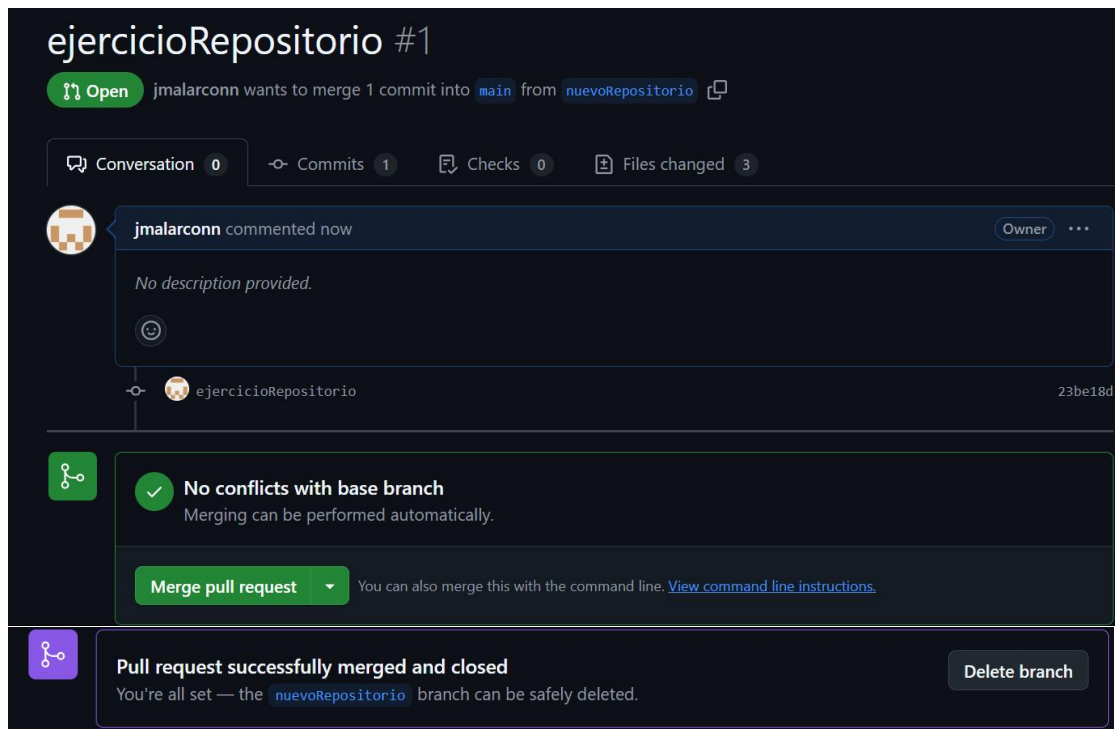 ejercicioRepositorio #1
Open jmalarconn wants to merge 1 commit into main from nuevoRepositorio
Conversation 0 Commits 1 Checks 0 Files changed 3
jmalarconn commented now Owner
No description provided.
ejercicioRepositorio 23be18d
No conflicts with base branch
Merging can be performed automatically.
Merge pull request You can also merge this with the command line. View command line instructions.
Pull request successfully merged and closed
You're all set — the nuevoRepositorio branch can be safely deleted.
Delete branch